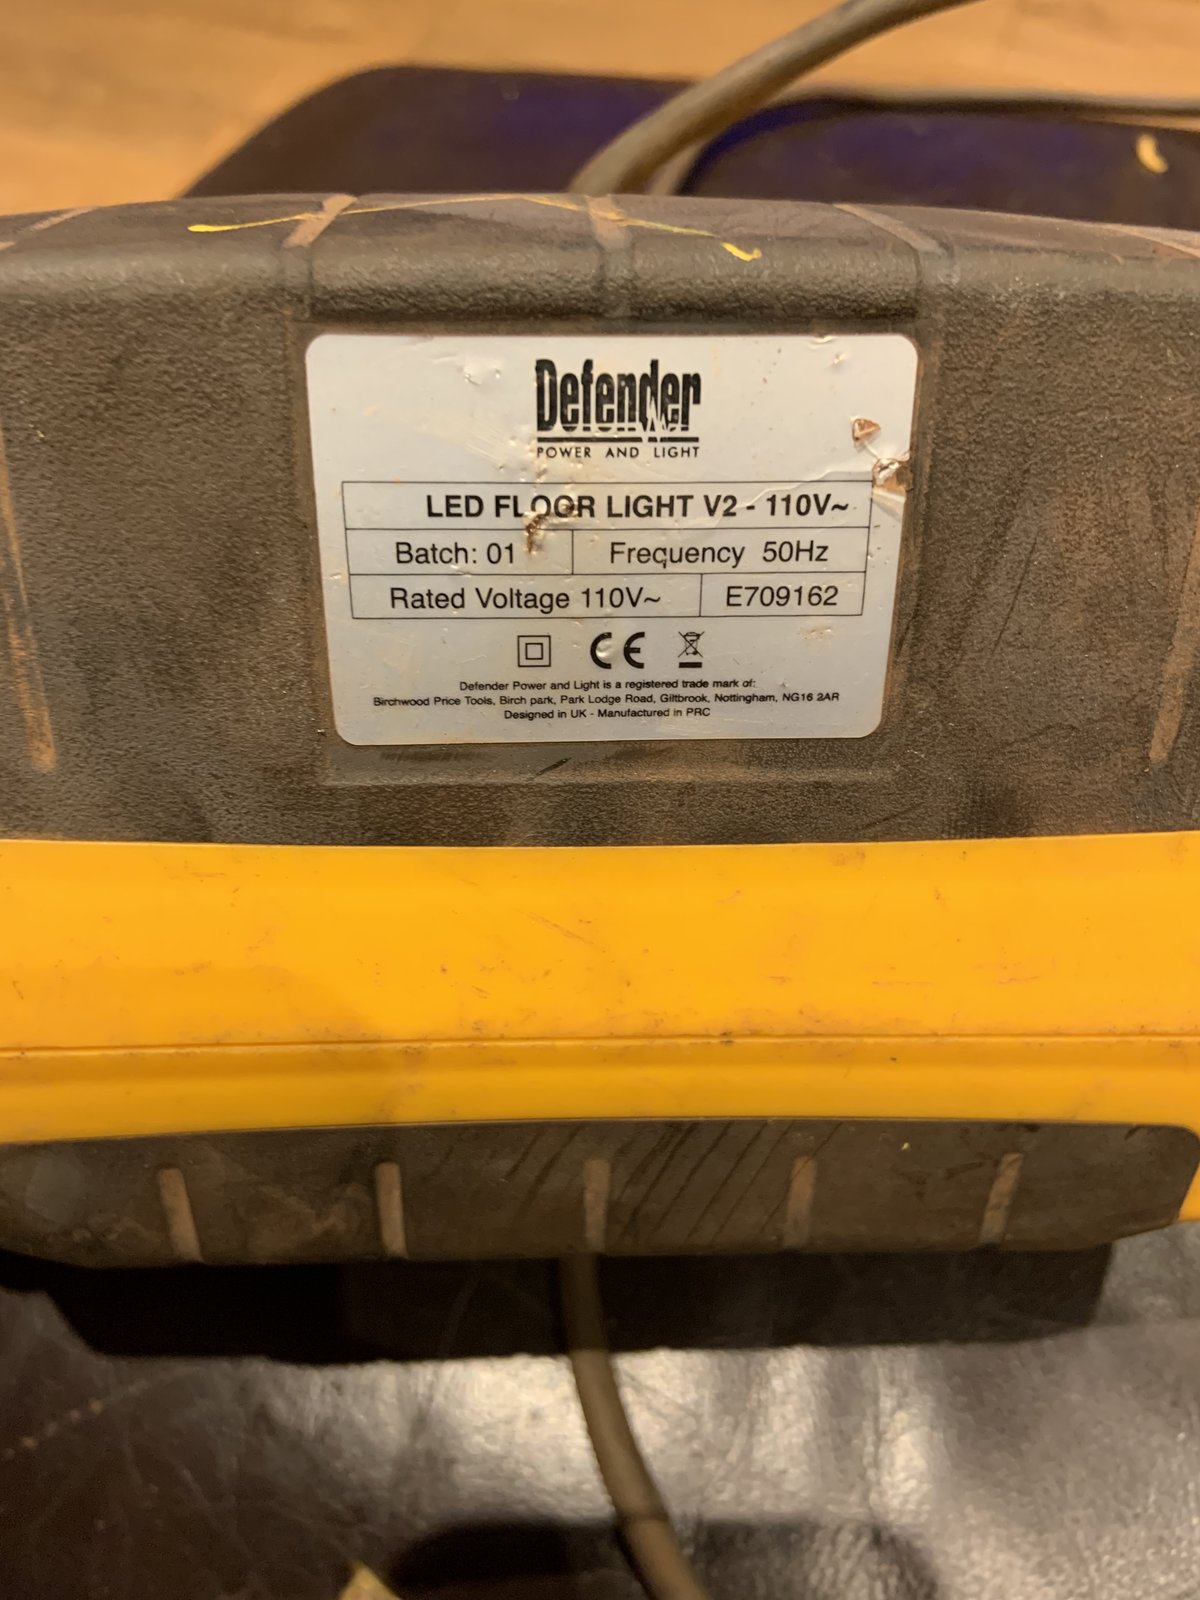 Defender
POWER AND LIGHT
LED FLOOR LIGHT V2 - 110V~
Batch: 01 Frequency 50Hz
Rated Voltage 110V~ E709162
CE
Defender Power and Light is a registered trade mark of:
Birchwood Price Tools, Birch park, Park Lodge Road, Giltbrook, Nottingham, NG16 2AR
Designed in UK - Manufactured in PRC